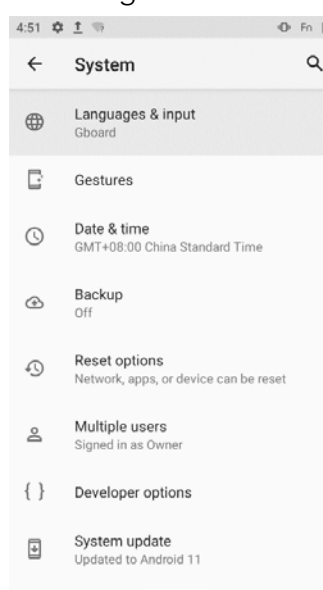 4:51 Fn
System
Languages & input
Gboard
Gestures
Date & time
GMT+08:00 China Standard Time
Backup
Off
Reset options
Network, apps, or device can be reset
Multiple users
Signed in as Owner
{ } Developer options
System update
Updated to Android 11